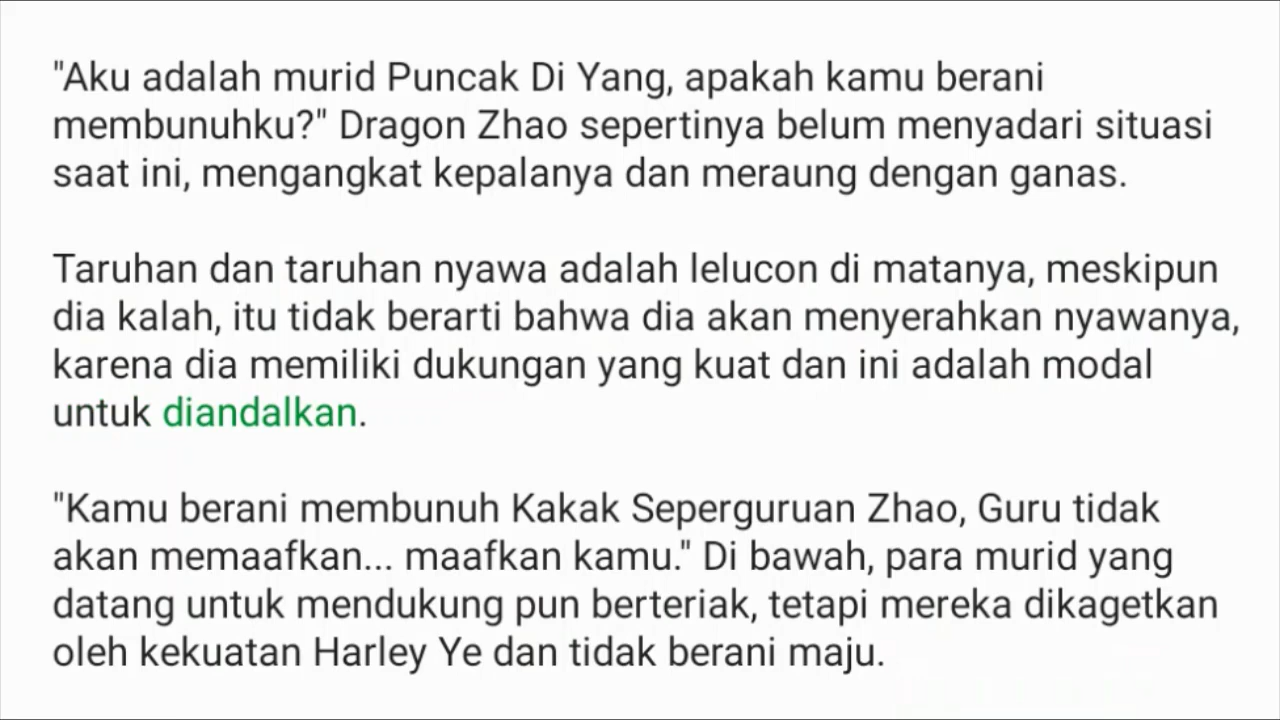 "Aku adalah murid Puncak Di Yang, apakah kamu berani
membunuhku?" Dragon Zhao sepertinya belum menyadari situasi
saat ini, mengangkat kepalanya dan meraung dengan ganas.
Taruhan dan taruhan nyawa adalah lelucon di matanya, meskipun
dia kalah, itu tidak berarti bahwa dia akan menyerahkan nyawanya,
karena dia memiliki dukungan yang kuat dan ini adalah modal
untuk diandalkan.
"Kamu berani membunuh Kakak Seperguruan Zhao, Guru tidak
akan memaafkan... maafkan kamu." Di bawah, para murid yang
datang untuk mendukung pun berteriak, tetapi mereka dikagetkan
oleh kekuatan Harley Ye dan tidak berani maju.